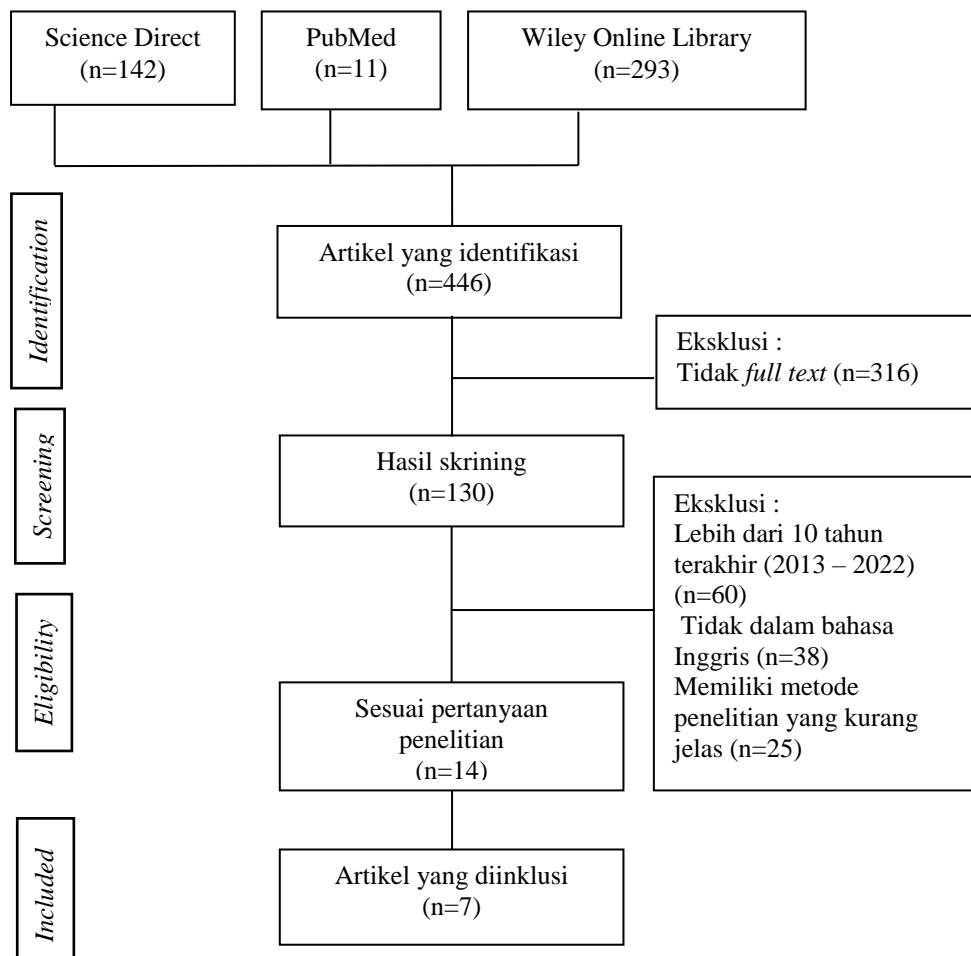 Science Direct
(n=142)
PubMed
(n=11)
Wiley Online Library
(n=293)
Identification
Artikel yang identifikasi
(n=446)
Eksklusi :
Tidak full text (n=316)
Screening
Hasil skrining
(n=130)
Eksklusi :
Lebih dari 10 tahun
terakhir (2013 – 2022)
(n=60)
Tidak dalam bahasa
Inggris (n=38)
Memiliki metode
penelitian yang kurang
jelas (n=25)
Eligibility
Sesuai pertanyaan
penelitian
(n=14)
Included
Artikel yang diinklusi
(n=7)